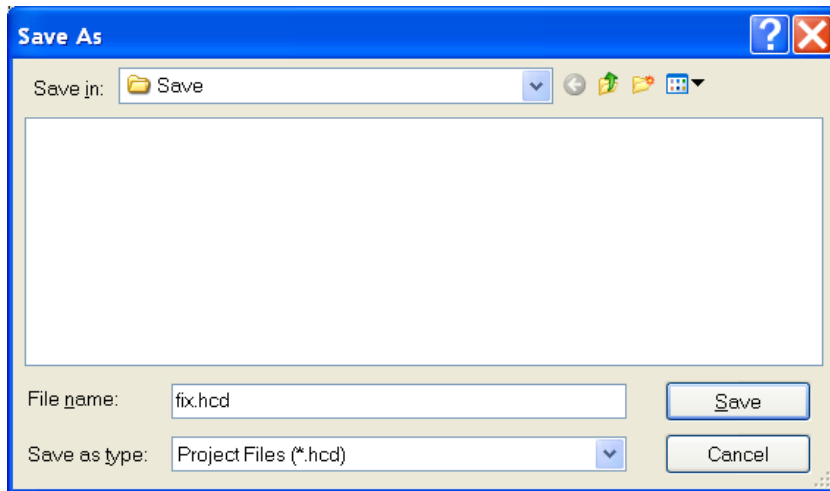 Save As
Save in: Save
File name: fix.hcd Save
Save as type: Project Files (*.hcd) Cancel